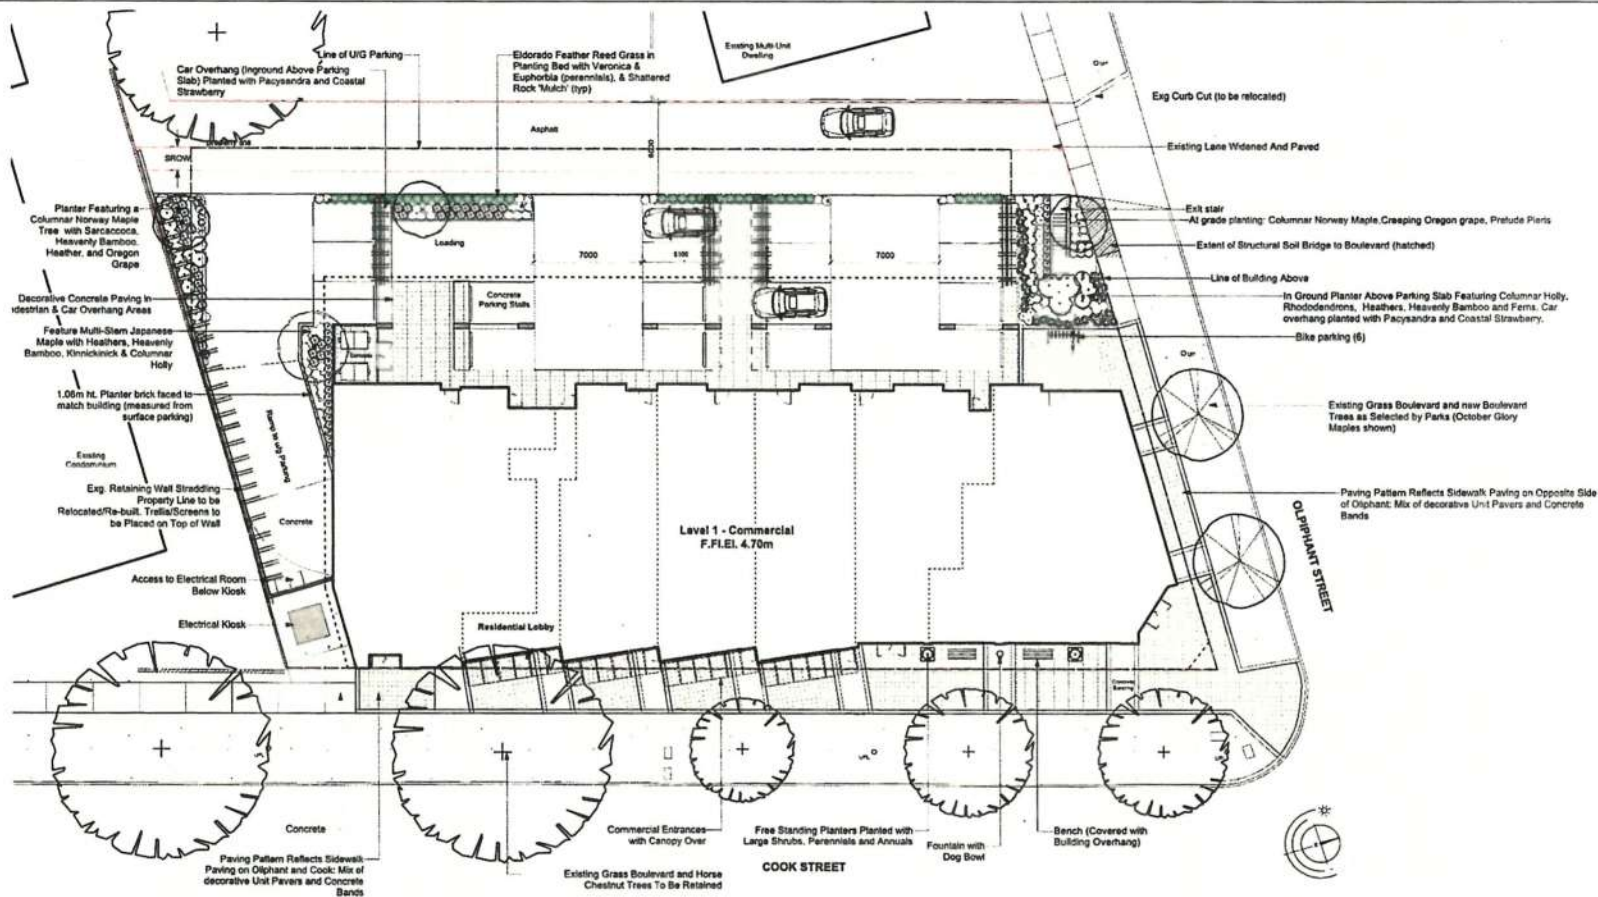 Line of U/G Parking
Car Overhang (Inground Above Parking
Slab) Planted with Pacysandra and Coastal
Strawberry
Eldorado Feather Reed Grass in
Planting Bed with Veronica &
Euphorbia (perennials), & Shattered
Rock 'Mulch' (typ)
Existing Multi-Unit
Dwelling
Exg Curb Cut (to be relocated)
Asphalt
Existing Lane Widened And Paved
SROW
Planter Featuring a
Columnar Norway Maple
Tree with Sarcaccoca,
Heavenly Bamboo,
Heather, and Oregon
Grape
Exit stair
At grade planting: Columnar Norway Maple,Creeping Oregon grape, Prelude Pieris
Extent of Structural Soil Bridge to Boulevard (hatched)
Loading
7000
5100
7000
Line of Building Above
Decorative Concrete Paving in
edestrian & Car Overhang Areas
Concrete
Parking Stalls
In Ground Planter Above Parking Slab Featuring Columnar Holly,
Rhododendrons, Heathers, Heavenly Bamboo and Ferns. Car
overhang planted with Pacysandra and Coastal Strawberry.
Feature Multi-Stem Japanese
Maple with Heathers, Heavenly
Bamboo, Kinnickinick & Columnar
Holly
Bike parking (6)
1.06m ht. Planter brick faced to
match building (measured from
surface parking)
Existing Grass Boulevard and new Boulevard
Trees as Selected by Parks (October Glory
Maples shown)
Ramp to u/g Parking
Existing
Condominium
Exg. Retaining Wall Straddling
Property Line to be
Relocated/Re-built. Trellis/Screens to
be Placed on Top of Wall
Concrete
Paving Pattern Reflects Sidewalk Paving on Opposite Side
of Oliphant: Mix of decorative Unit Pavers and Concrete
Bands
Level 1 - Commercial
F.Fl.El. 4.70m
OLPIPHANT STREET
Access to Electrical Room
Below Kiosk
Electrical Kiosk
Residential Lobby
Concrete
Commercial Entrances
with Canopy Over
Free Standing Planters Planted with
Large Shrubs, Perennials and Annuals
Fountain with
Dog Bowl
Bench (Covered with
Building Overhang)
Paving Pattern Reflects Sidewalk
Paving on Oliphant and Cook: Mix of
decorative Unit Pavers and Concrete
Bands
Existing Grass Boulevard and Horse
Chestnut Trees To Be Retained
COOK STREET